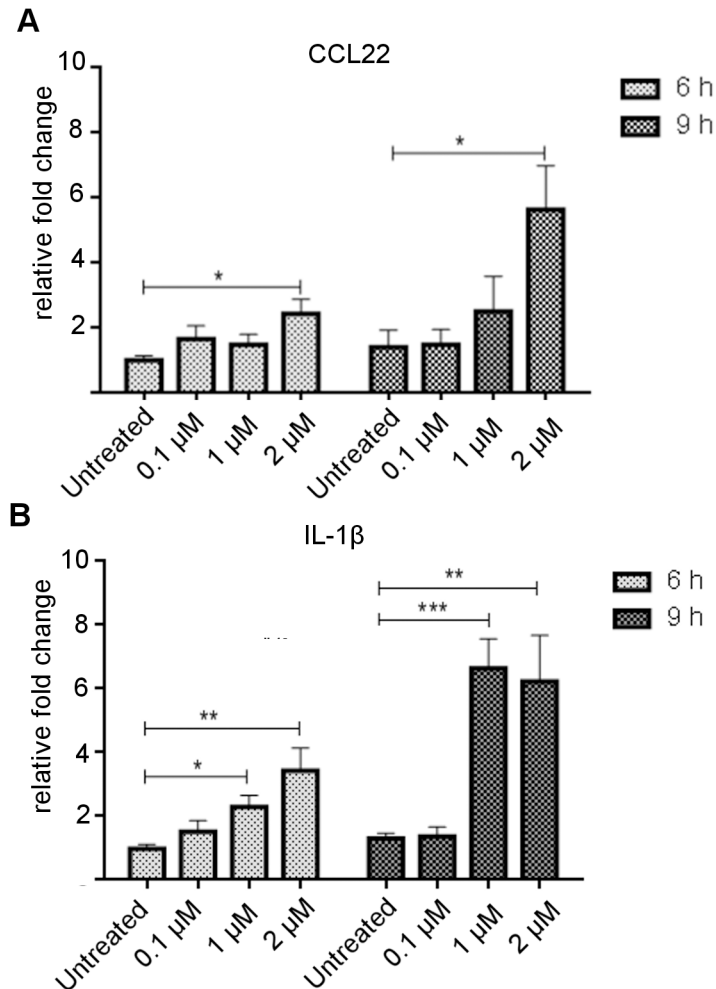 A
CCL22
relative fold change
10
8
6
4
2
*
*
6 h
9 h
Untreated
0.1 µM
1 µM
2 µM
Untreated
0.1 µM
1 µM
2 µM
B
IL-1β
relative fold change
10
8
6
4
2
**
*
**
***
6 h
9 h
Untreated
0.1 µM
1 µM
2 µM
Untreated
0.1 µM
1 µM
2 µM